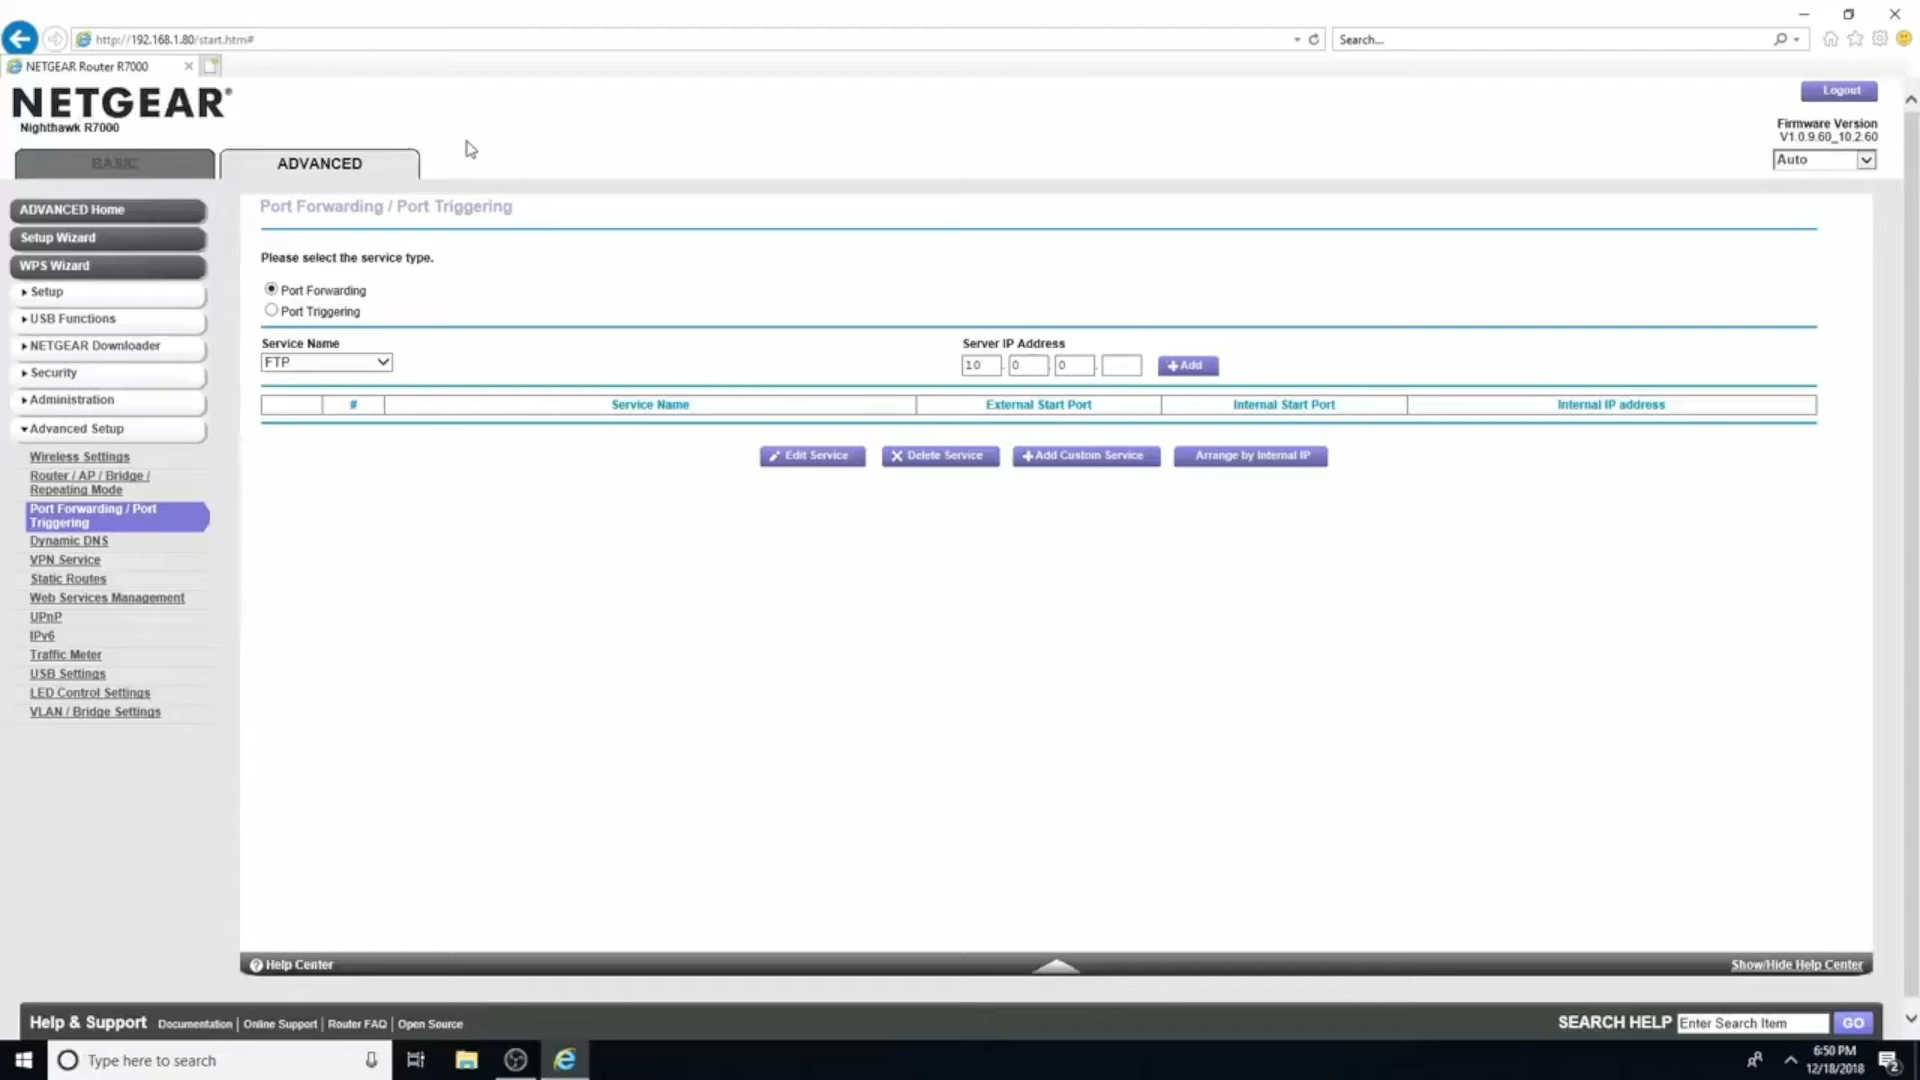 http://192.168.1.80/start.htm#
Search...
NETGEAR Router R7000
NETGEAR®
Nighthawk R7000
Logout
Firmware Version
V1.0.9.60_10.2.60
Auto
BASIC
ADVANCED
ADVANCED Home
Setup Wizard
WPS Wizard
Setup
USB Functions
NETGEAR Downloader
Security
Administration
Advanced Setup
Wireless Settings
Router / AP / Bridge /
Repeating Mode
Port Forwarding / Port
Triggering
Dynamic DNS
VPN Service
Static Routes
Web Services Management
UPnP
IPv6
Traffic Meter
USB Settings
LED Control Settings
VLAN / Bridge Settings
Port Forwarding / Port Triggering
Please select the service type.
Port Forwarding
Port Triggering
Service Name
FTP
Server IP Address
10 . 0 . 0 .
Add
# Service Name External Start Port Internal Start Port Internal IP address
Edit Service Delete Service Add Custom Service Arrange by Internal IP
Help Center
Show/Hide Help Center
Help & Support Documentation | Online Support | Router FAQ | Open Source
SEARCH HELP Enter Search Item GO
Type here to search
6:50 PM
12/18/2018
2